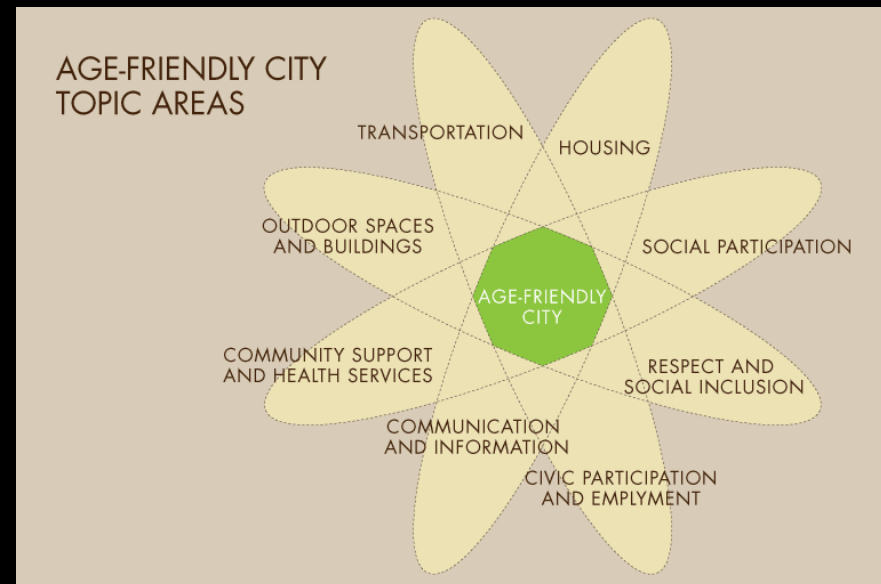 AGE-FRIENDLY CITY
TOPIC AREAS
TRANSPORTATION
HOUSING
OUTDOOR SPACES
AND BUILDINGS
SOCIAL PARTICIPATION
AGE-FRIENDLY
CITY
COMMUNITY SUPPORT
AND HEALTH SERVICES
RESPECT AND
SOCIAL INCLUSION
COMMUNICATION
AND INFORMATION
CIVIC PARTICIPATION
AND EMPLYMENT